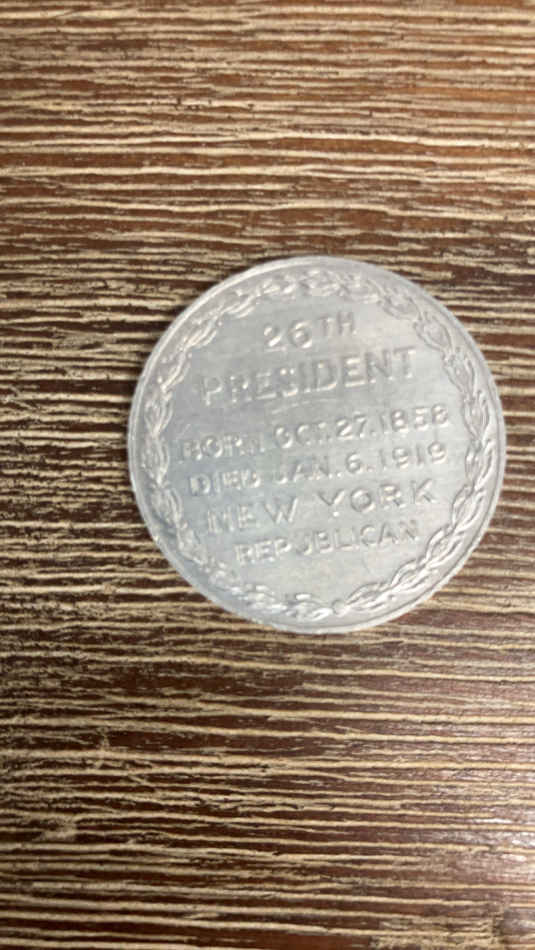 26TH
PRESIDENT
BORN OCT. 27. 1858
DIED JAN. 6. 1919
NEW YORK
REPUBLICAN